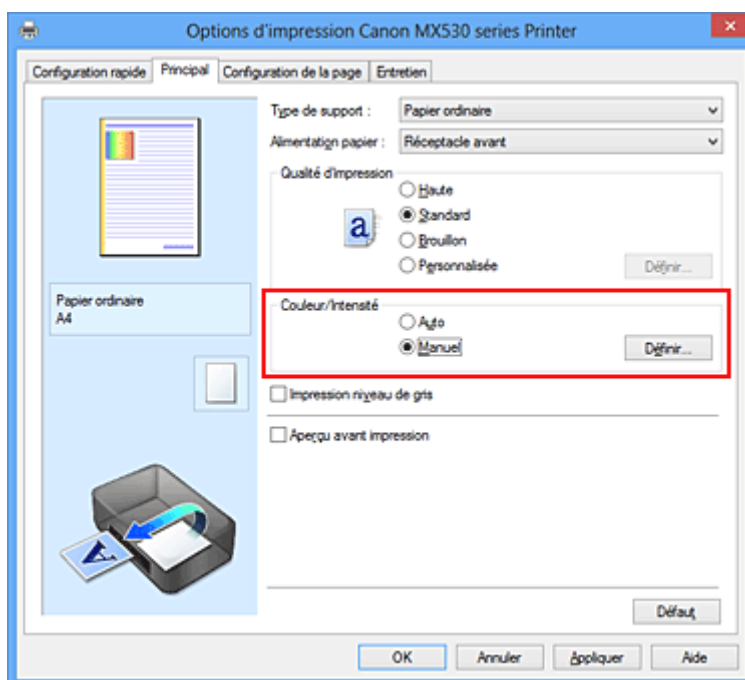 Options d'impression Canon MX530 series Printer
Configuration rapide Principal Configuration de la page Entretien
Type de support : Papier ordinaire
Alimentation papier : Réceptacle avant
Qualité d'impression
Haute
a Standard
Brouillon
Personnalisée Définir...
Papier ordinaire
A4
Couleur/Intensité
Auto
Manuel Définir...
Impression niveau de gris
Aperçu avant impression
A
Défaut
OK Annuler Appliquer Aide